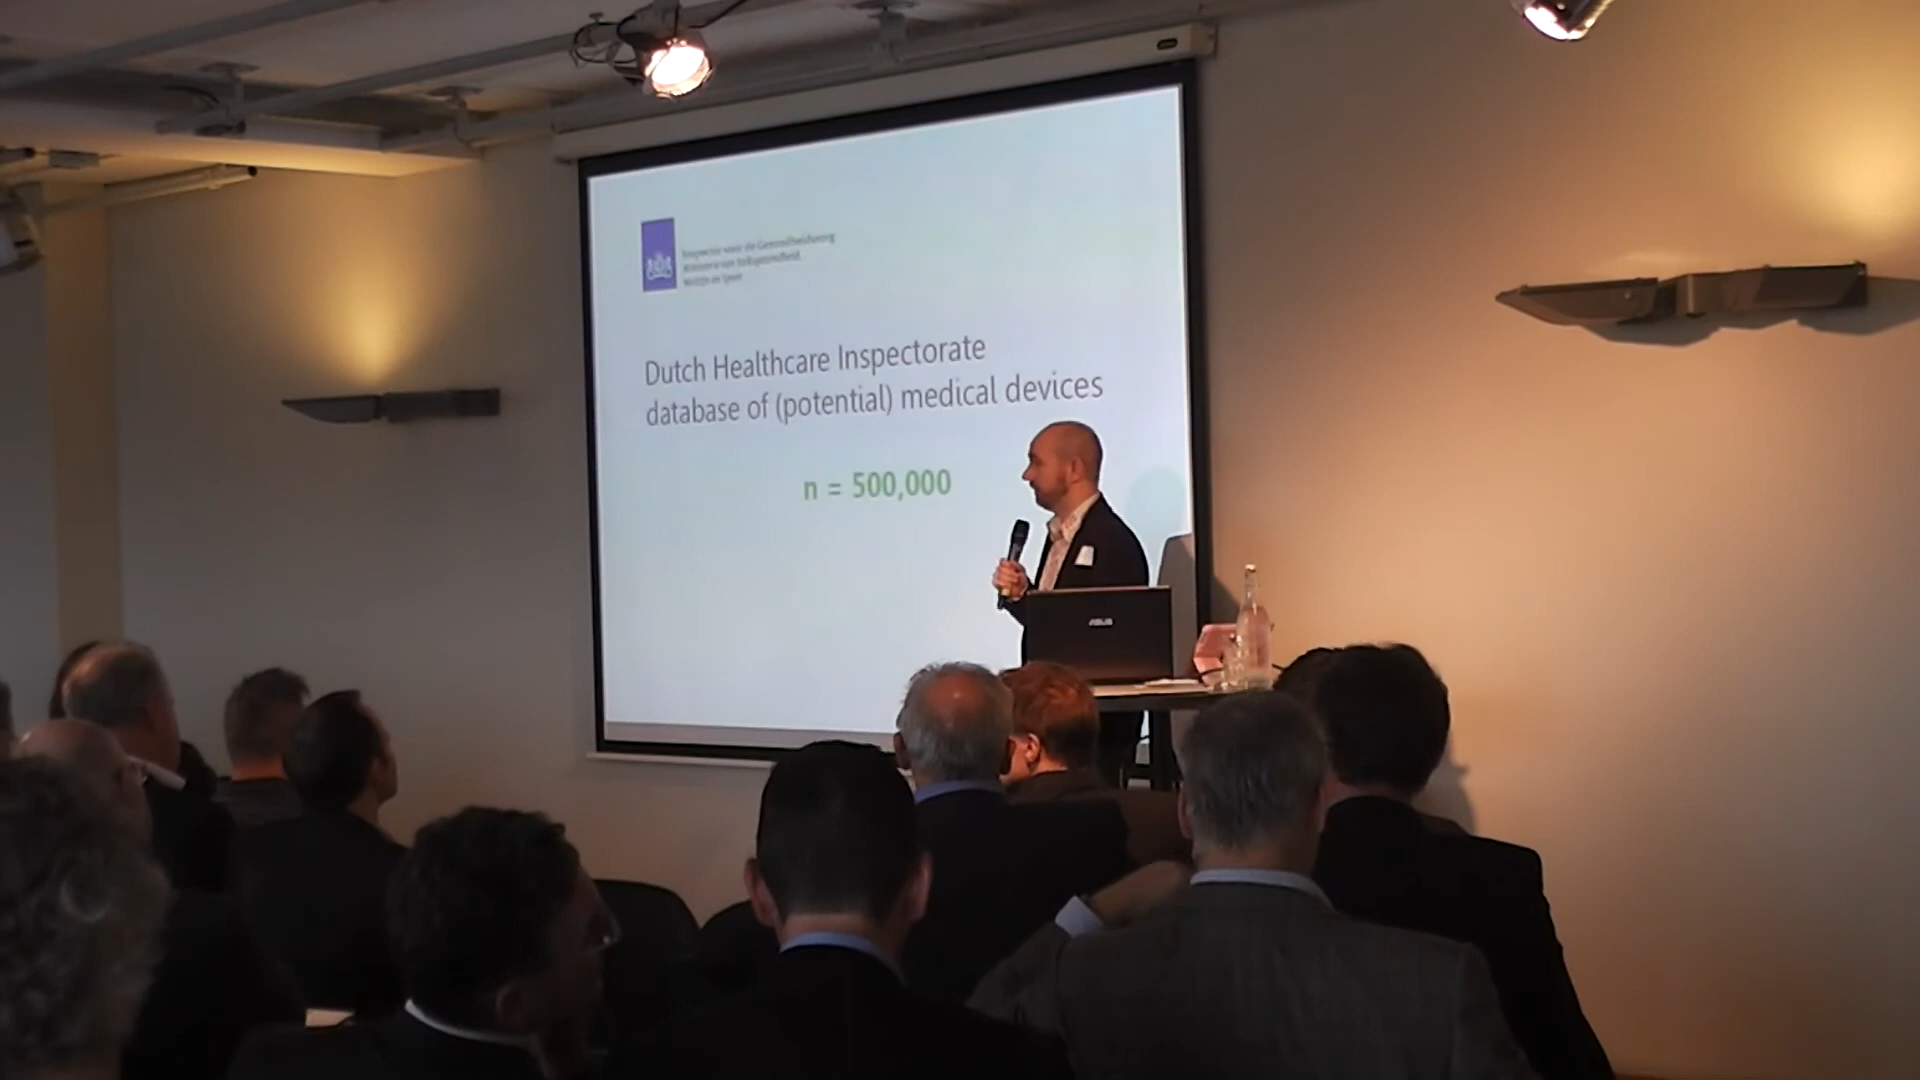 Inspectie voor de Gezondheidszorg
Ministerie van Volksgezondheid,
Welzijn en Sport
Dutch Healthcare Inspectorate
database of (potential) medical devices
n = 500,000
ASUS